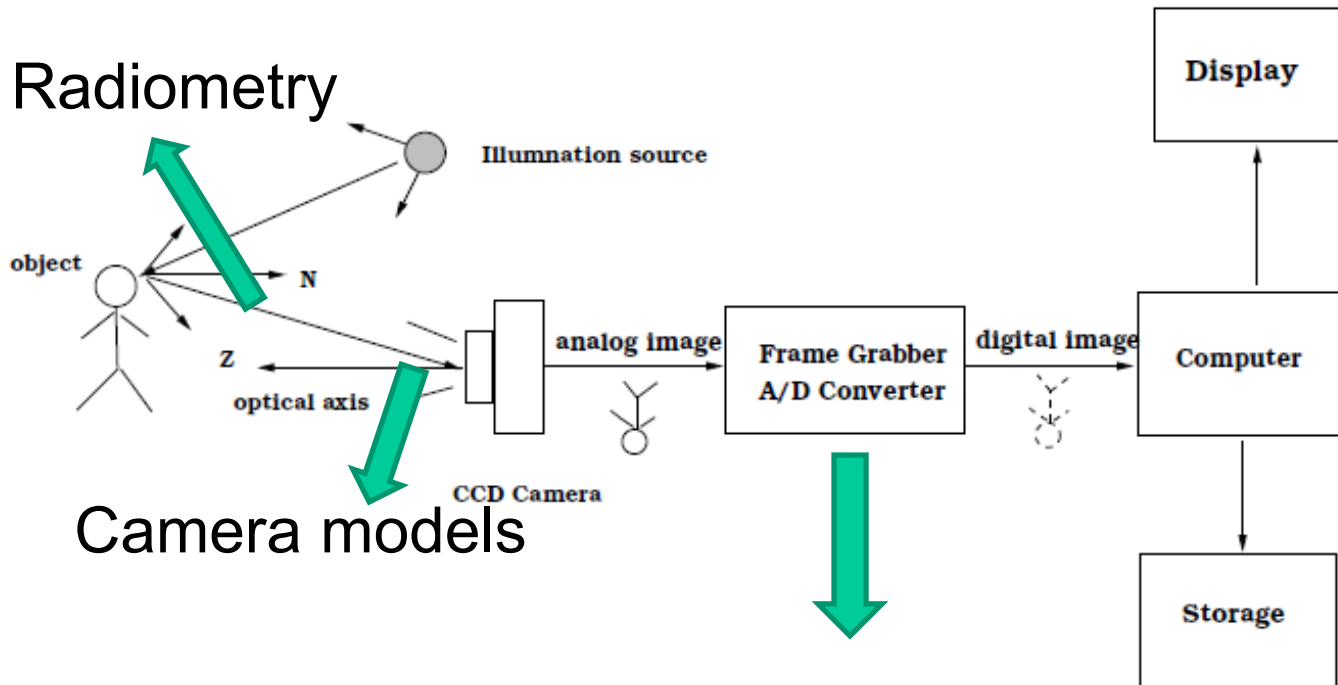 Radiometry
Display
Illumnation source
object
N
analog image
Frame Grabber
A/D Converter
digital image
Computer
Z
optical axis
CCD Camera
Camera models
Storage